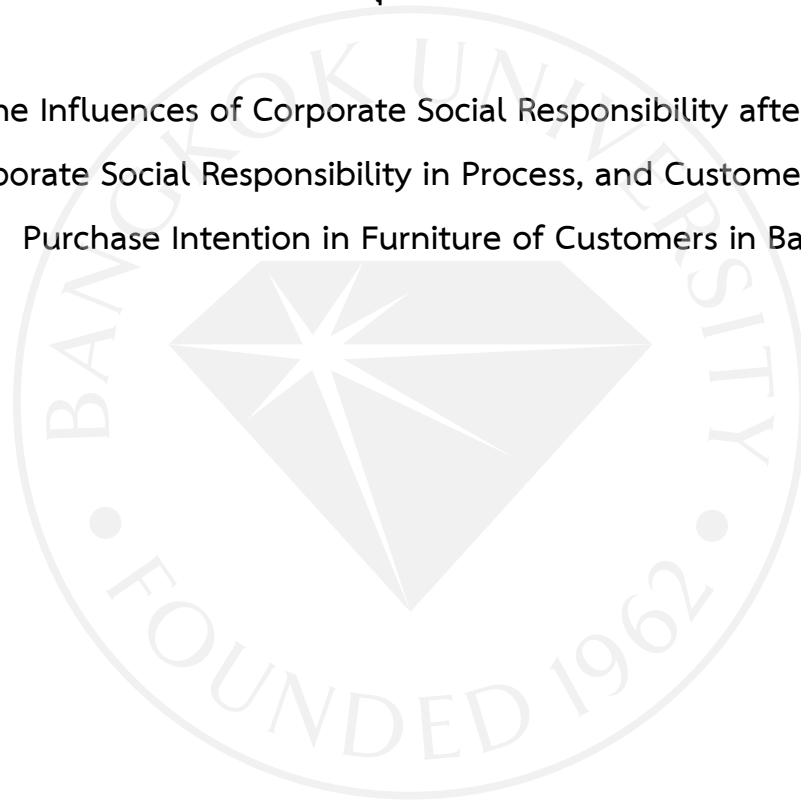 ne Influences of Corporate Social Responsibility afte
porate Social Responsibility in Process, and Custome
Purchase Intention in Furniture of Customers in Ba
BANGKOK UNIVERSITY
• FOUNDED 1962 •